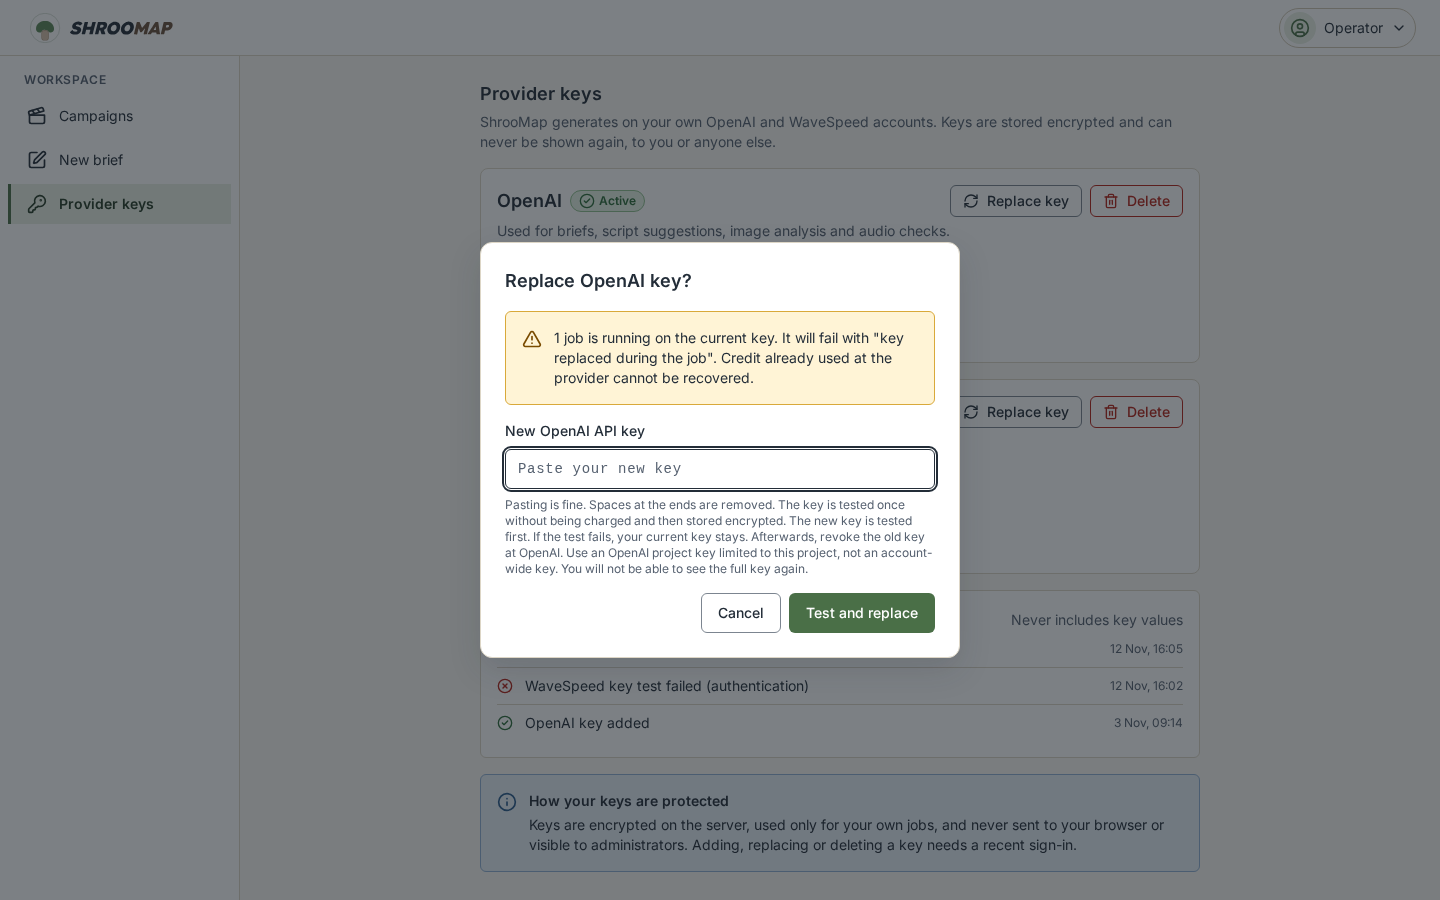 SHROOMAP
Operator
WORKSPACE
Campaigns
New brief
Provider keys
Provider keys
ShrooMap generates on your own OpenAI and WaveSpeed accounts. Keys are stored encrypted and can
never be shown again, to you or anyone else.
OpenAI Active Replace key Delete
Used for briefs, script suggestions, image analysis and audio checks.
Replace key Delete
Replace OpenAI key?
1 job is running on the current key. It will fail with "key
replaced during the job". Credit already used at the
provider cannot be recovered.
New OpenAI API key
Paste your new key
Pasting is fine. Spaces at the ends are removed. The key is tested once
without being charged and then stored encrypted. The new key is tested
first. If the test fails, your current key stays. Afterwards, revoke the old key
at OpenAI. Use an OpenAI project key limited to this project, not an account-
wide key. You will not be able to see the full key again.
Cancel Test and replace
Never includes key values
12 Nov, 16:05
WaveSpeed key test failed (authentication) 12 Nov, 16:02
OpenAI key added 3 Nov, 09:14
How your keys are protected
Keys are encrypted on the server, used only for your own jobs, and never sent to your browser or
visible to administrators. Adding, replacing or deleting a key needs a recent sign-in.